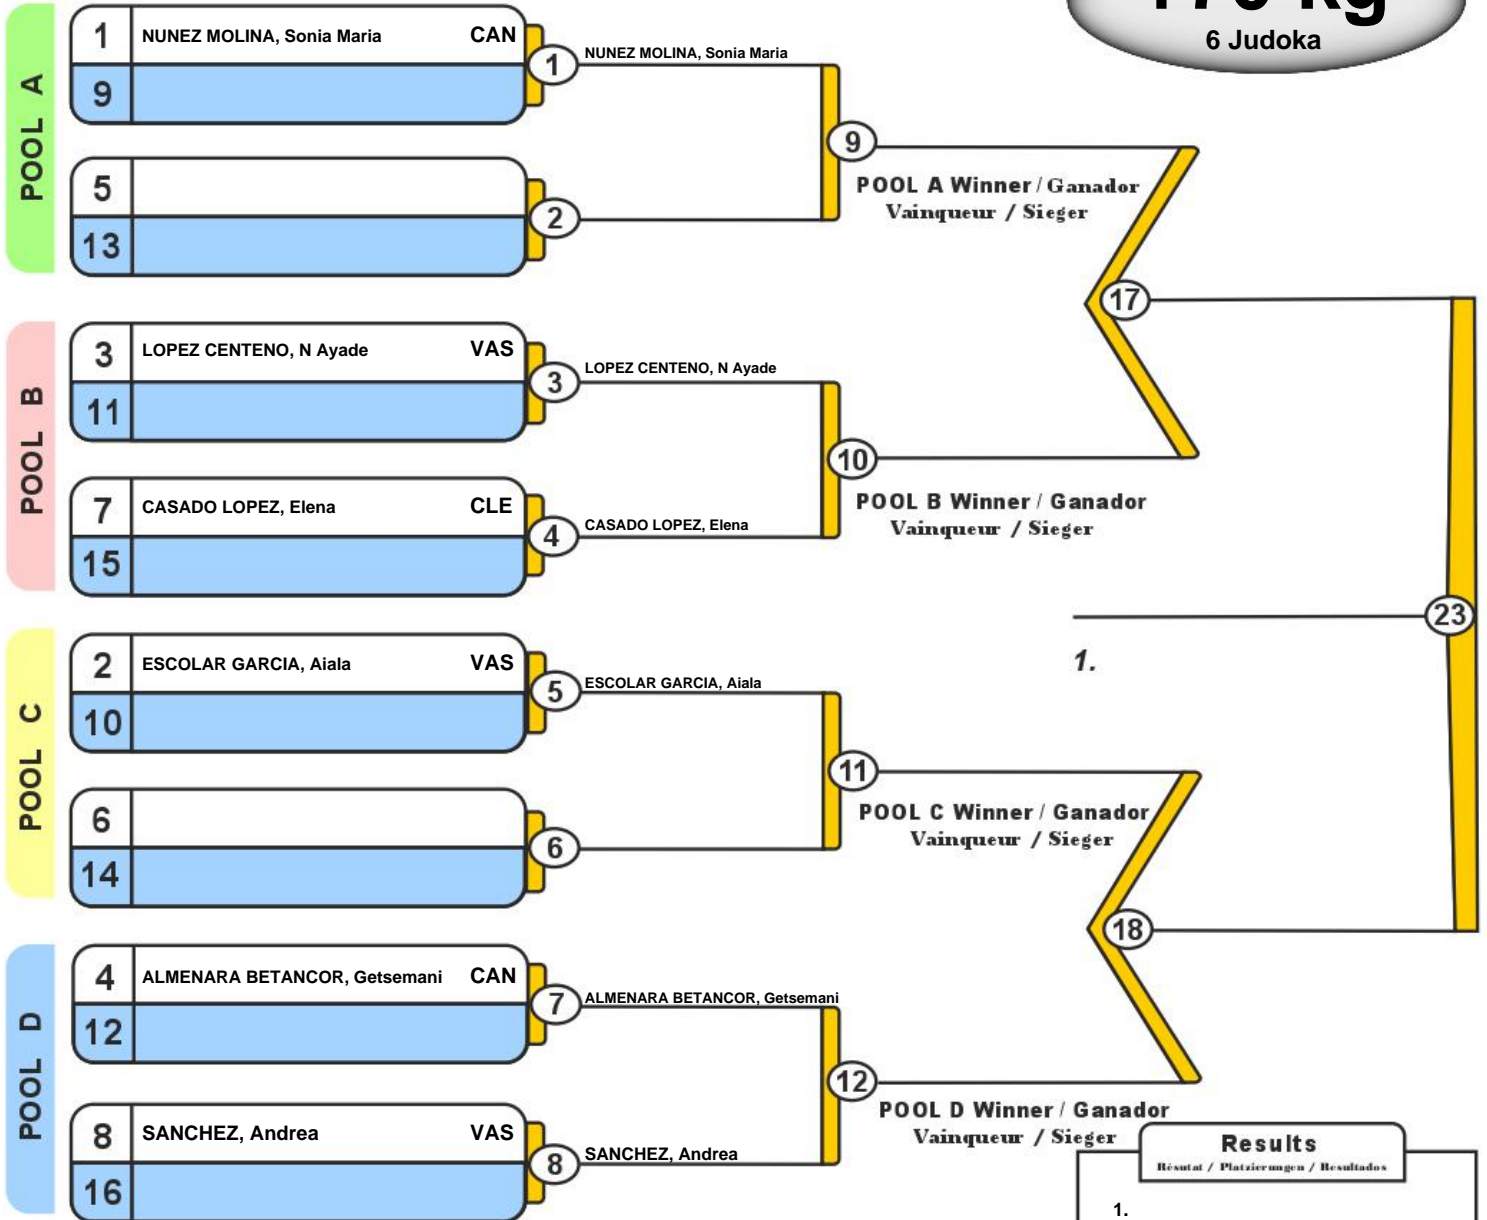 6 Judoka
POOL A
1 NUNEZ MOLINA, Sonia Maria CAN
9
1
NUNEZ MOLINA, Sonia Maria
5
13
2
9
POOL A Winner / Ganador
Vainqueur / Sieger
POOL B
3 LOPEZ CENTENO, N Ayade VAS
11
3
LOPEZ CENTENO, N Ayade
7 CASADO LOPEZ, Elena CLE
15
4
CASADO LOPEZ, Elena
10
POOL B Winner / Ganador
Vainqueur / Sieger
17
POOL C
2 ESCOLAR GARCIA, Aiala VAS
10
5
ESCOLAR GARCIA, Aiala
6
14
6
11
POOL C Winner / Ganador
Vainqueur / Sieger
POOL D
4 ALMENARA BETANCOR, Getsemani CAN
12
7
ALMENARA BETANCOR, Getsemani
8 SANCHEZ, Andrea VAS
16
8
SANCHEZ, Andrea
12
POOL D Winner / Ganador
Vainqueur / Sieger
18
23
1.
Results
Résutat / Platzierungen / Resultados
1.